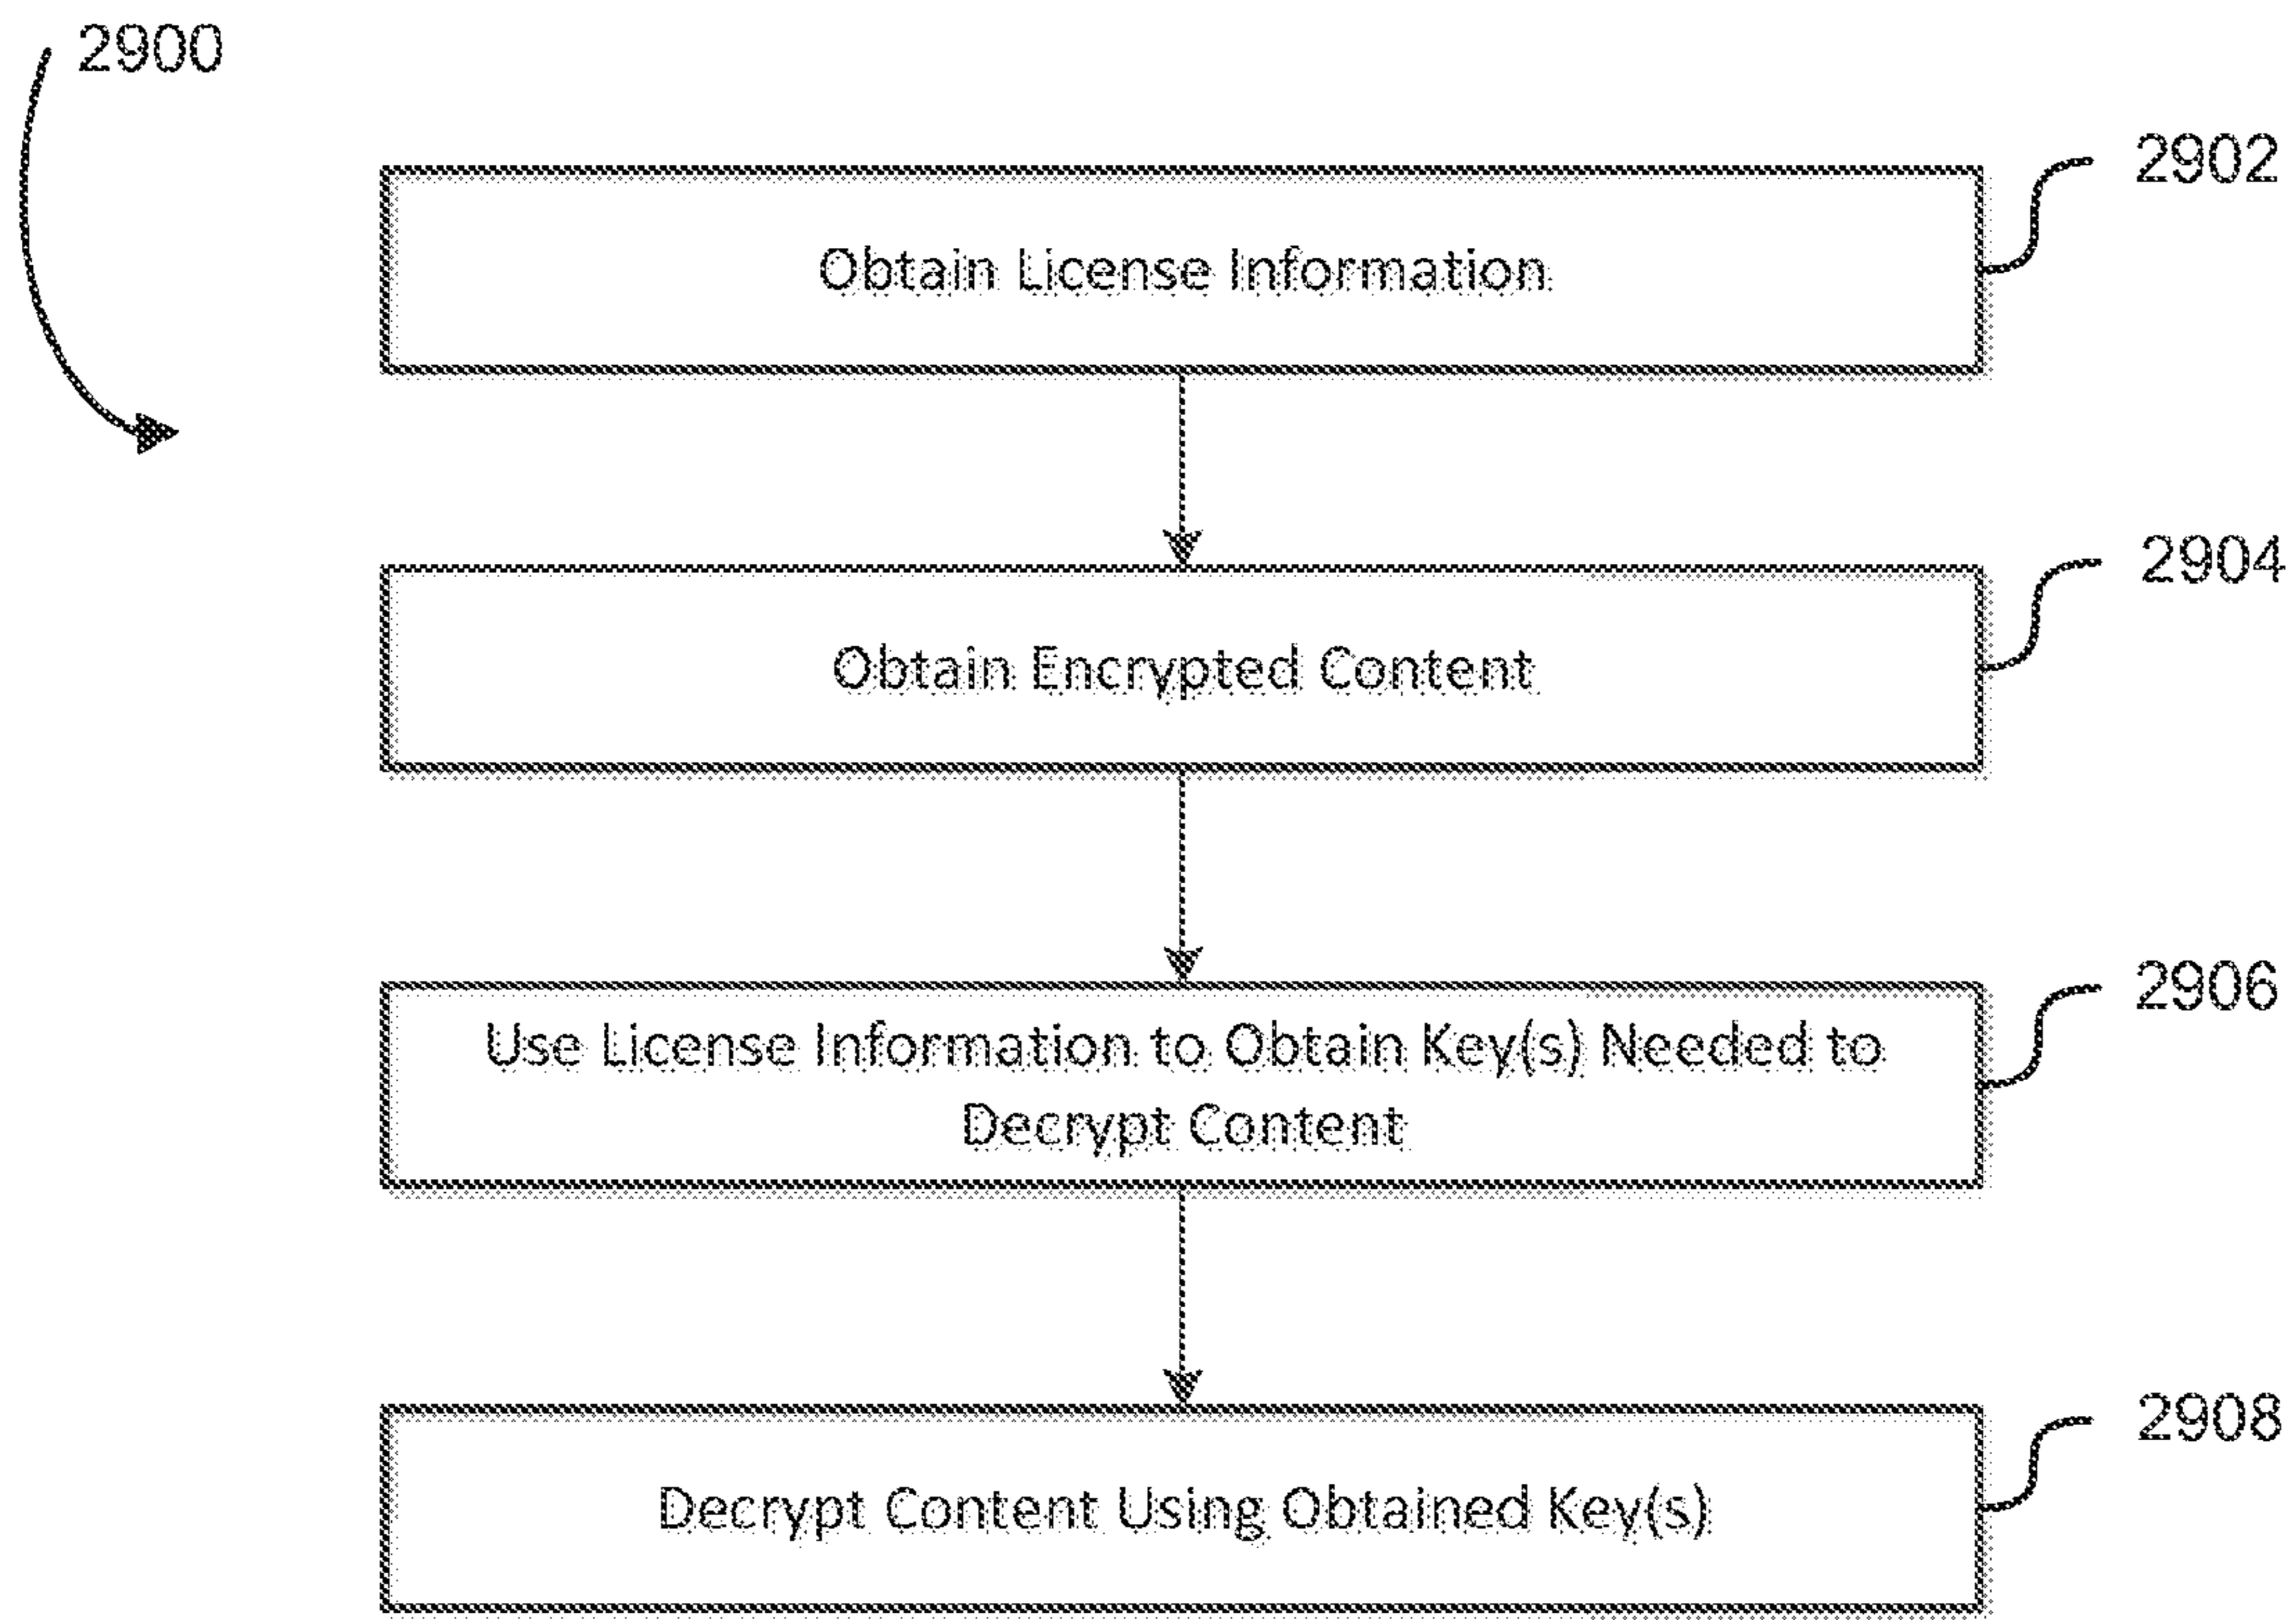 2900
2902
Obtain License Information
2904
Obtain Encrypted Content
2906
Use License Information to Obtain Key(s) Needed to
Decrypt Content
2908
Decrypt Content Using Obtained Key(s)